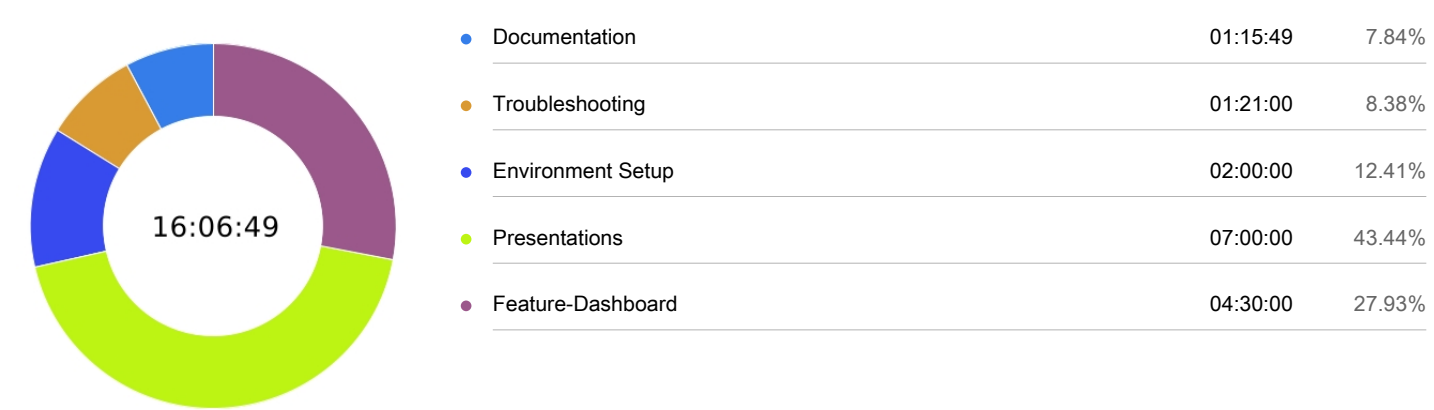 16:06:49
Documentation 01:15:49 7.84%
Troubleshooting 01:21:00 8.38%
Environment Setup 02:00:00 12.41%
Presentations 07:00:00 43.44%
Feature-Dashboard 04:30:00 27.93%